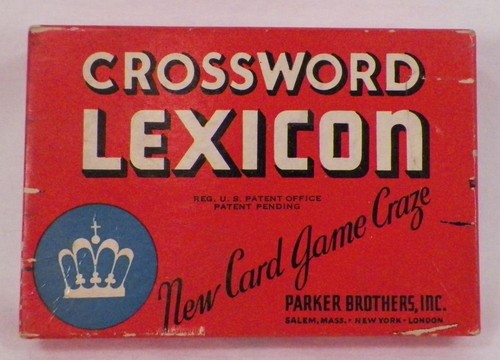 CROSSWORD
LEXICON
REG. U. S. PATENT OFFICE
PATENT PENDING
New Card Game Craze
PARKER BROTHERS, INC.
SALEM, MASS. • NEW YORK • LONDON